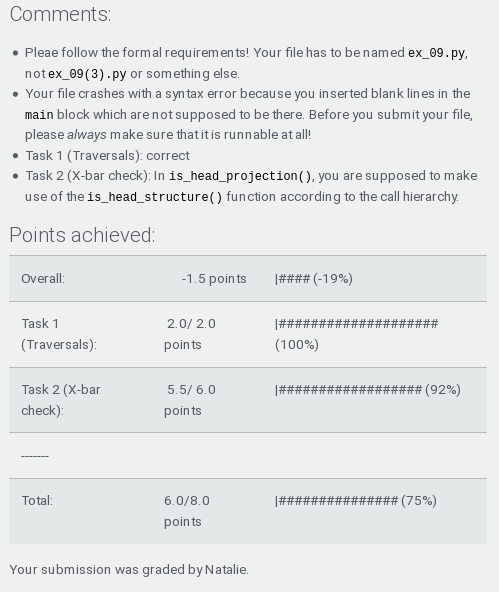 Comments:
Pleae follow the formal requirements! Your file has to be named ex_09.py,
not ex_09(3).py or something else.
Your file crashes with a syntax error because you inserted blank lines in the
main block which are not supposed to be there. Before you submit your file,
please always make sure that it is runnable at all!
Task 1 (Traversals): correct
Task 2 (X-bar check): In is_head_projection(), you are supposed to make
use of the is_head_structure() function according to the call hierarchy.
Points achieved:
Overall: -1.5 points |#### (-19%)
Task 1 2.0/ 2.0 |####################
(Traversals): points (100%)
Task 2 (X-bar 5.5/ 6.0 |################## (92%)
check): points
-------
Total: 6.0/8.0 |############### (75%)
points
Your submission was graded by Natalie.